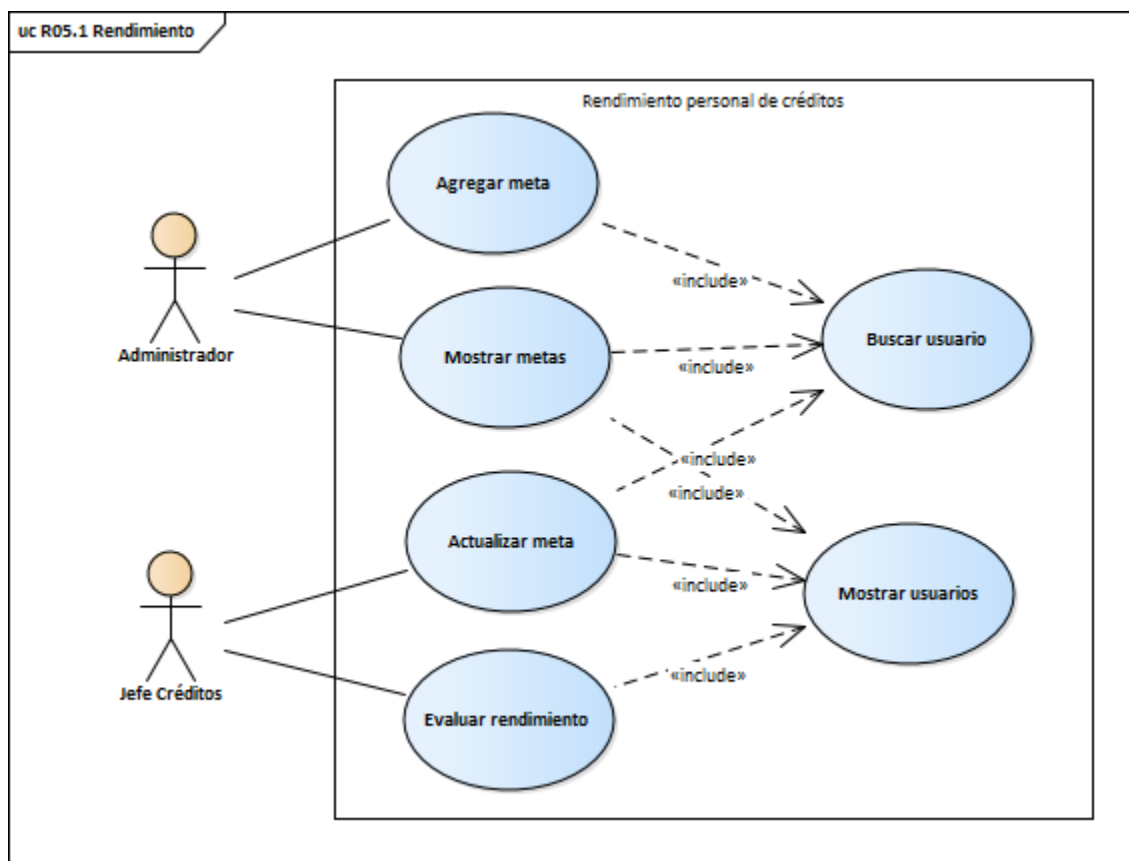 uc R05.1 Rendimiento
Rendimiento personal de créditos
Agregar meta
«include»
Administrador
Mostrar metas
Buscar usuario
«include»
«include»
«include»
Actualizar meta
«include»
Mostrar usuarios
Jefe Créditos
«include»
Evaluar rendimiento